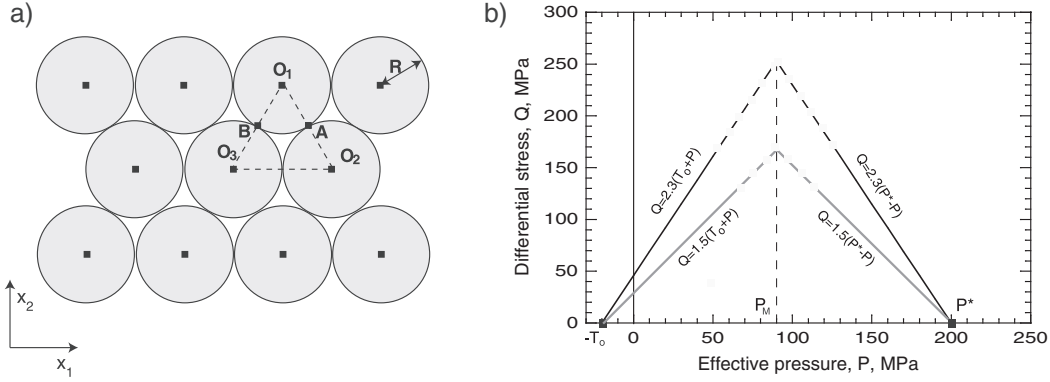 a)
R
O1
B
A
O3
O2
x2
x1
b)
300
250
200
150
100
50
0
Differential stress, Q, MPa
Q=2.3(To+P)
Q=1.5(To+P)
Q=2.3(P*-P)
Q=1.5(P*-P)
PM
P*
-To
0
50
100
150
200
250
Effective pressure, P, MPa